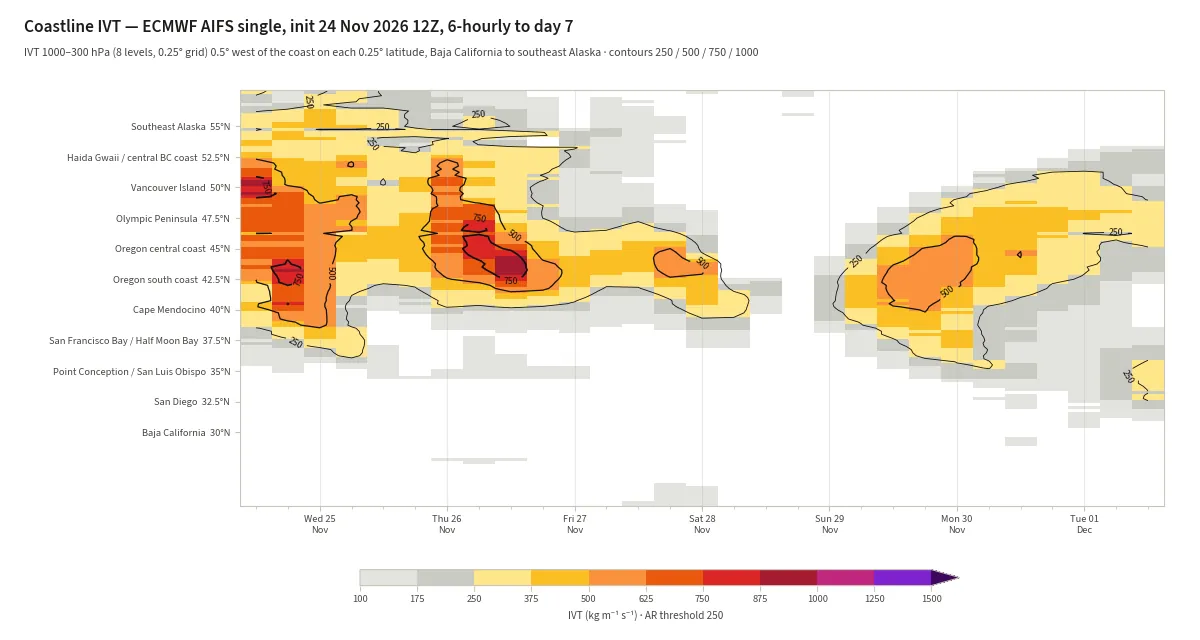 Coastline IVT — ECMWF AIFS single, init 24 Nov 2026 12Z, 6-hourly to day 7
IVT 1000–300 hPa (8 levels, 0.25° grid) 0.5° west of the coast on each 0.25° latitude, Baja California to southeast Alaska · contours 250 / 500 / 750 / 1000
Southeast Alaska 55°N
Haida Gwaii / central BC coast 52.5°N
Vancouver Island 50°N
Olympic Peninsula 47.5°N
Oregon central coast 45°N
Oregon south coast 42.5°N
Cape Mendocino 40°N
San Francisco Bay / Half Moon Bay 37.5°N
Point Conception / San Luis Obispo 35°N
San Diego 32.5°N
Baja California 30°N
250
250
250
250
750
750
500
500
750
750
500
250
250
500
250
250
Wed 25 Nov
Thu 26 Nov
Fri 27 Nov
Sat 28 Nov
Sun 29 Nov
Mon 30 Nov
Tue 01 Dec
100 175 250 375 500 625 750 875 1000 1250 1500
IVT (kg m⁻¹ s⁻¹) · AR threshold 250